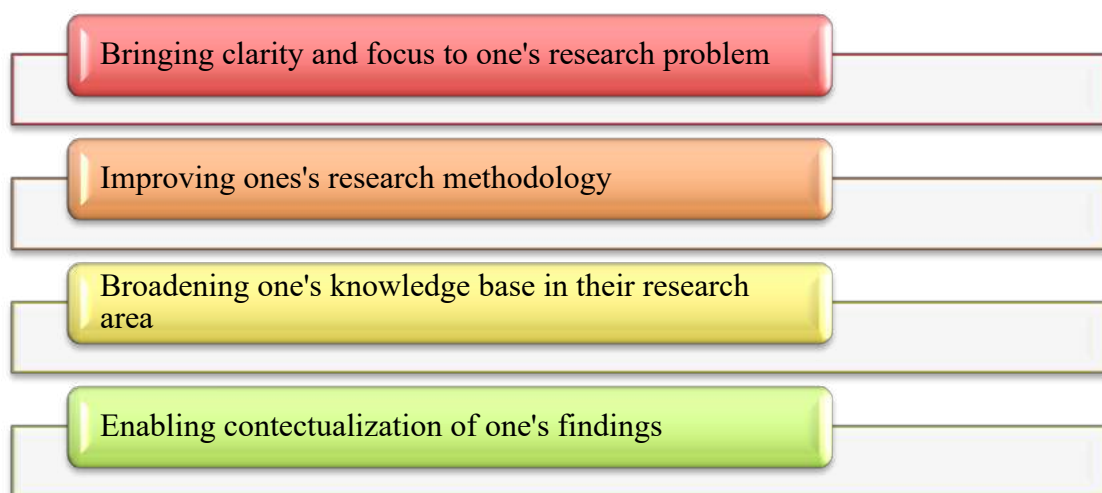 Bringing clarity and focus to one's research problem
Improving ones's research methodology
Broadening one's knowledge base in their research
area
Enabling contectualization of one's findings